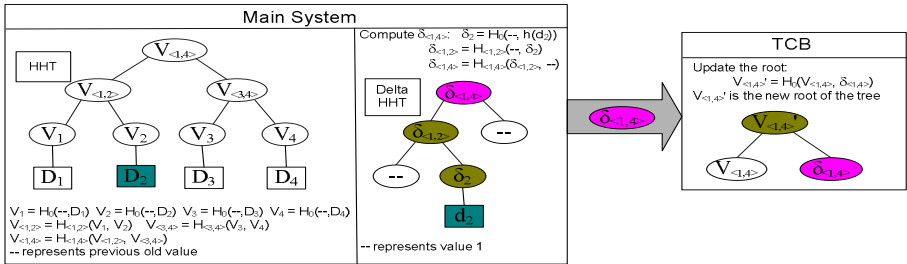 Main System
HHT
V<1,4>
V<1,2>
V<3,4>
V1
V2
V3
V4
D1
D2
D3
D4
V1 = H0(--,D1) V2 = H0(--,D2) V3 = H0(--,D3) V4 = H0(--,D4)
V<1,2> = H<1,2>(V1, V2) V<3,4> = H<3,4>(V3, V4)
V<1,4> = H<1,4>(V<1,2>, V<3,4>)
-- represents previous old value
Compute δ<1,4>: δ2 = H0(--, h(d2))
δ<1,2> = H<1,2>(--, δ2)
δ<1,4> = H<1,4>(δ<1,2>, --)
Delta
HHT
δ<1,4>
δ<1,2>
--
--
δ2
d2
-- represents value 1
δ<1,4>
TCB
Update the root:
V<1,4>' = H0(V<1,4>, δ<1,4>)
V<1,4>' is the new root of the tree
V<1,4>'
V<1,4>
δ<1,4>